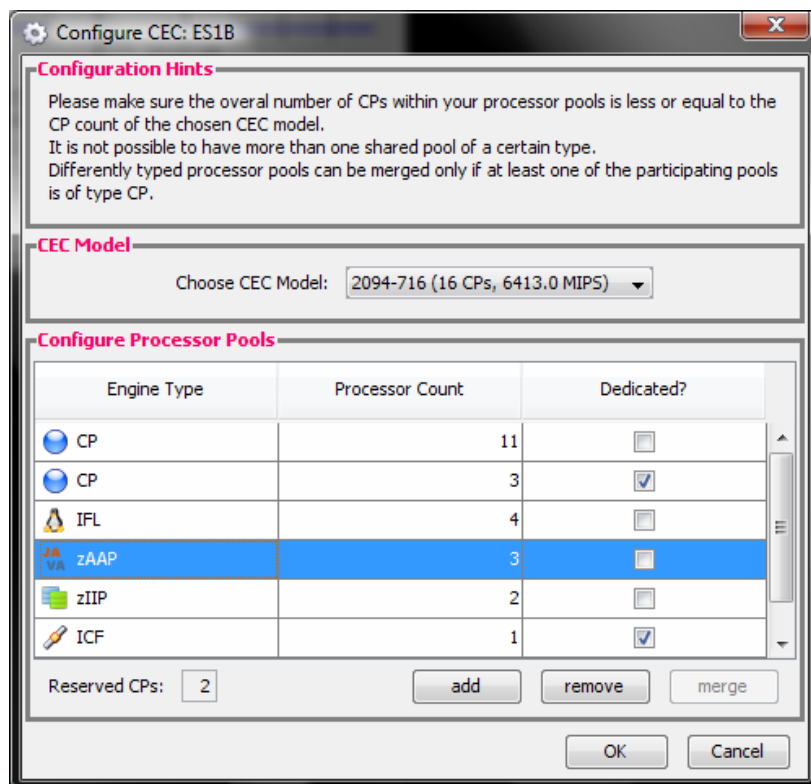 Configure CEC: ES1B
Configuration Hints
Please make sure the overal number of CPs within your processor pools is less or equal to the
CP count of the chosen CEC model.
It is not possible to have more than one shared pool of a certain type.
Differently typed processor pools can be merged only if at least one of the participating pools
is of type CP.
CEC Model
Choose CEC Model: 2094-716 (16 CPs, 6413.0 MIPS)
Configure Processor Pools
Engine Type Processor Count Dedicated?
CP 11
CP 3
IFL 4
JAVA zAAP 3
zIIP 2
ICF 1
Reserved CPs: 2 add remove merge
OK Cancel